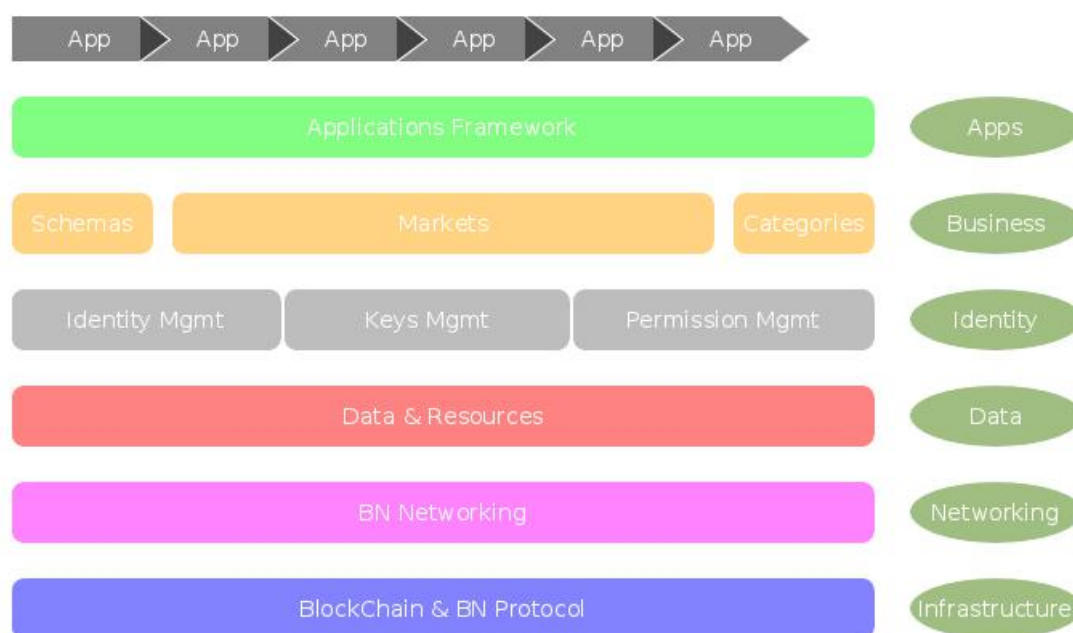 App App App App App App
Applications Framework Apps
Schemas Markets Categories Business
Identity Mgmt Keys Mgmt Permission Mgmt Identity
Data & Resources Data
BN Networking Networking
BlockChain & BN Protocol Infrastructure